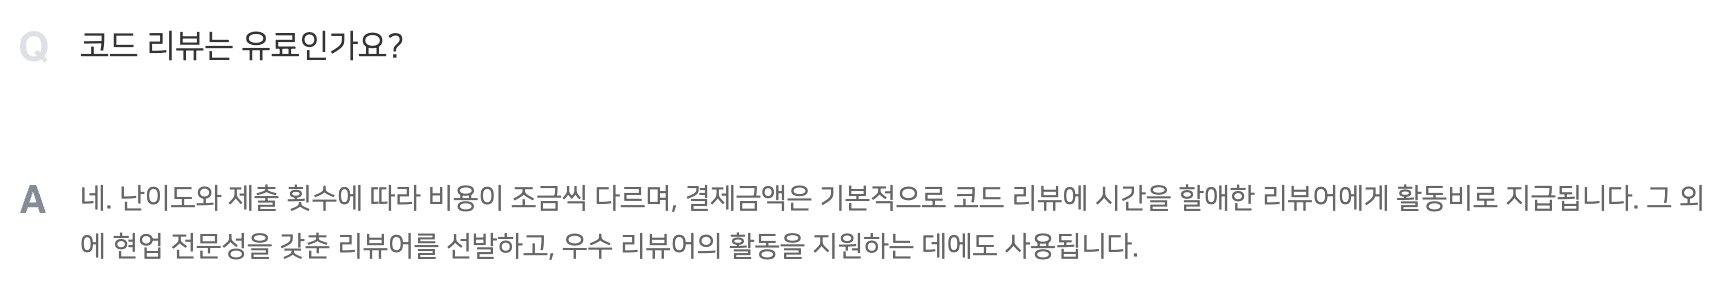 Q 코드 리뷰는 유료인가요?
A 네. 난이도와 제출 횟수에 따라 비용이 조금씩 다르며, 결제금액은 기본적으로 코드 리뷰에 시간을 할애한 리뷰어에게 활동비로 지급됩니다. 그 외
에 현업 전문성을 갖춘 리뷰어를 선발하고, 우수 리뷰어의 활동을 지원하는 데에도 사용됩니다.